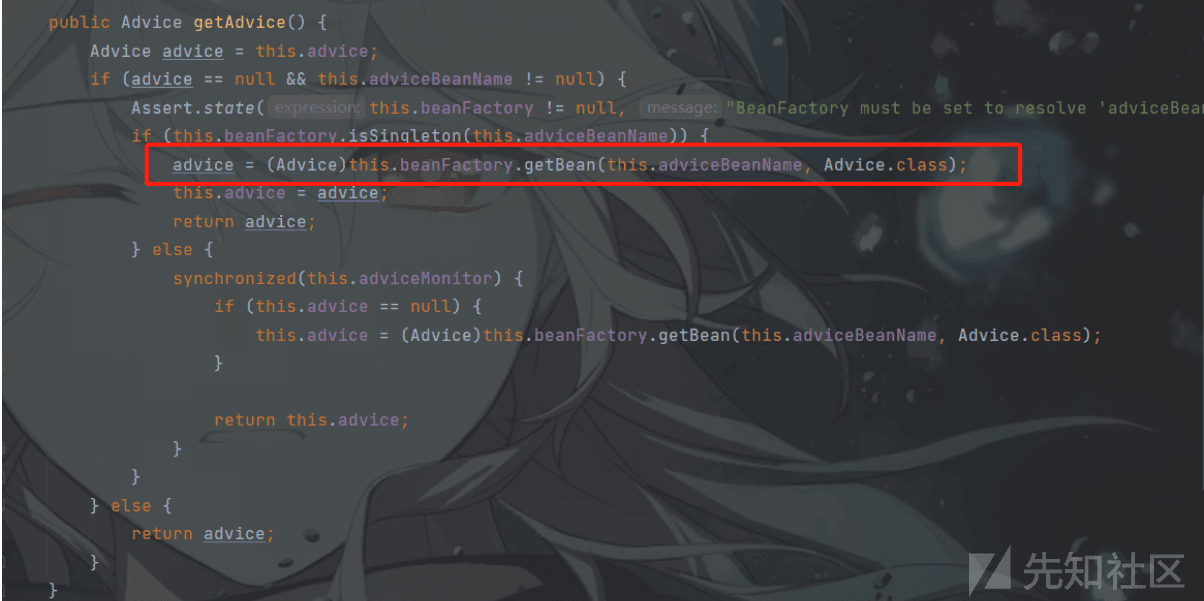 public Advice getAdvice() {
Advice advice = this.advice;
if (advice == null && this.adviceBeanName != null) {
Assert.state( expression: this.beanFactory != null, message: "BeanFactory must be set to resolve 'adviceBean
if (this.beanFactory.isSingleton(this.adviceBeanName)) {
advice = (Advice)this.beanFactory.getBean(this.adviceBeanName, Advice.class);
this.advice = advice;
return advice;
} else {
synchronized(this.adviceMonitor) {
if (this.advice == null) {
this.advice = (Advice)this.beanFactory.getBean(this.adviceBeanName, Advice.class);
}
return this.advice;
}
}
} else {
return advice;
}
}
先知社区